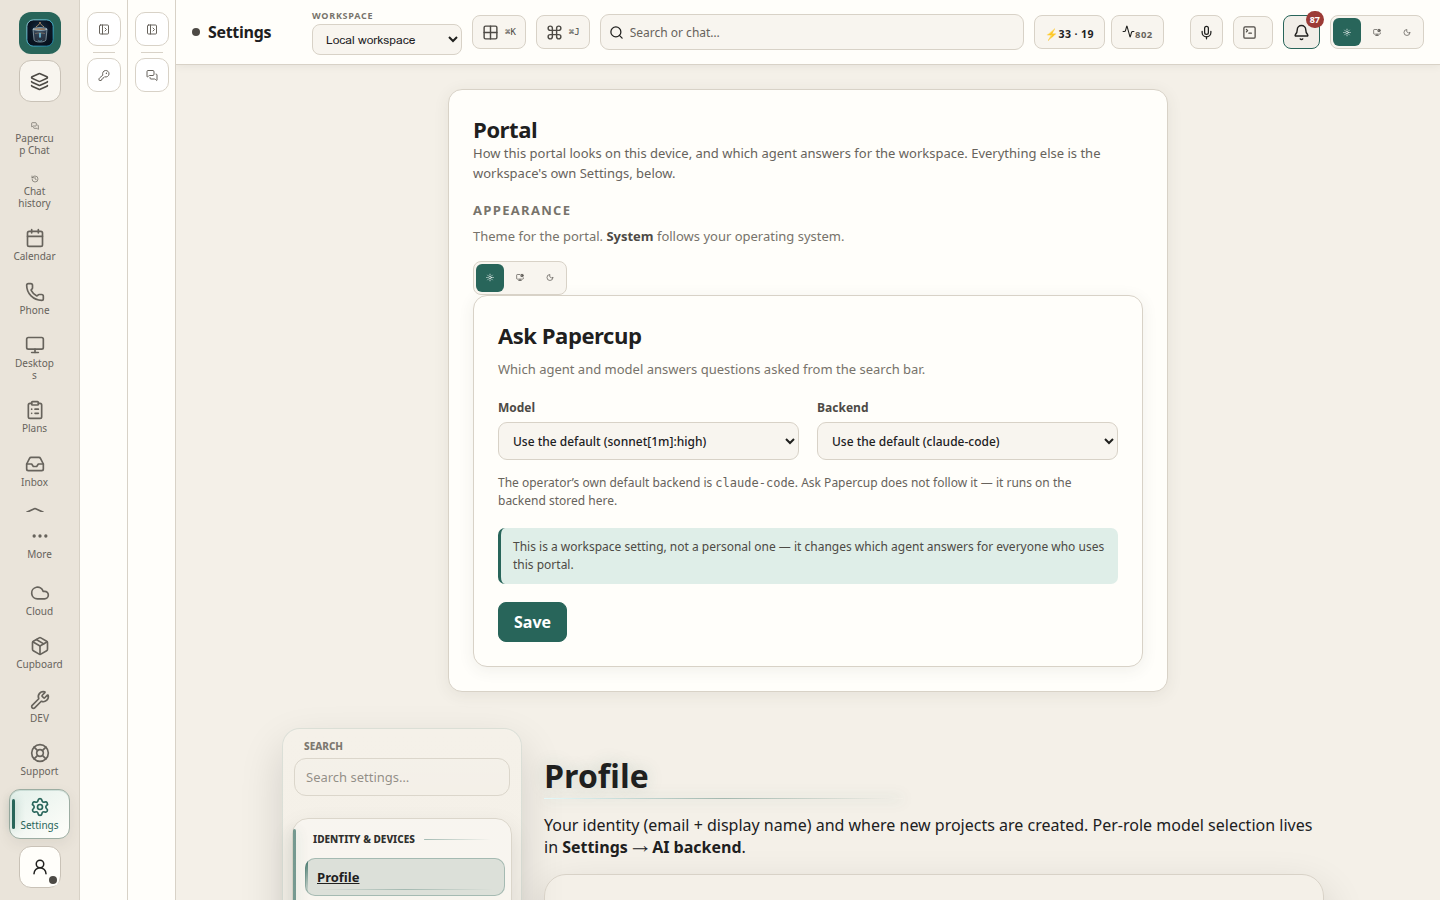 Settings
WORKSPACE
Local workspace
⌘K
⌘J
Search or chat...
⚡33 · 19
802
87
Papercu
p Chat
Chat
history
Calendar
Phone
Desktop
s
Plans
Inbox
More
Cloud
Cupboard
DEV
Support
Settings
Portal
How this portal looks on this device, and which agent answers for the workspace. Everything else is the
workspace's own Settings, below.
APPEARANCE
Theme for the portal. System follows your operating system.
Ask Papercup
Which agent and model answers questions asked from the search bar.
Model
Backend
Use the default (sonnet[1m]:high)
Use the default (claude-code)
The operator's own default backend is claude-code. Ask Papercup does not follow it — it runs on the
backend stored here.
This is a workspace setting, not a personal one — it changes which agent answers for everyone who uses
this portal.
Save
SEARCH
Search settings...
IDENTITY & DEVICES
Profile
Profile
Your identity (email + display name) and where new projects are created. Per-role model selection lives
in Settings → AI backend.